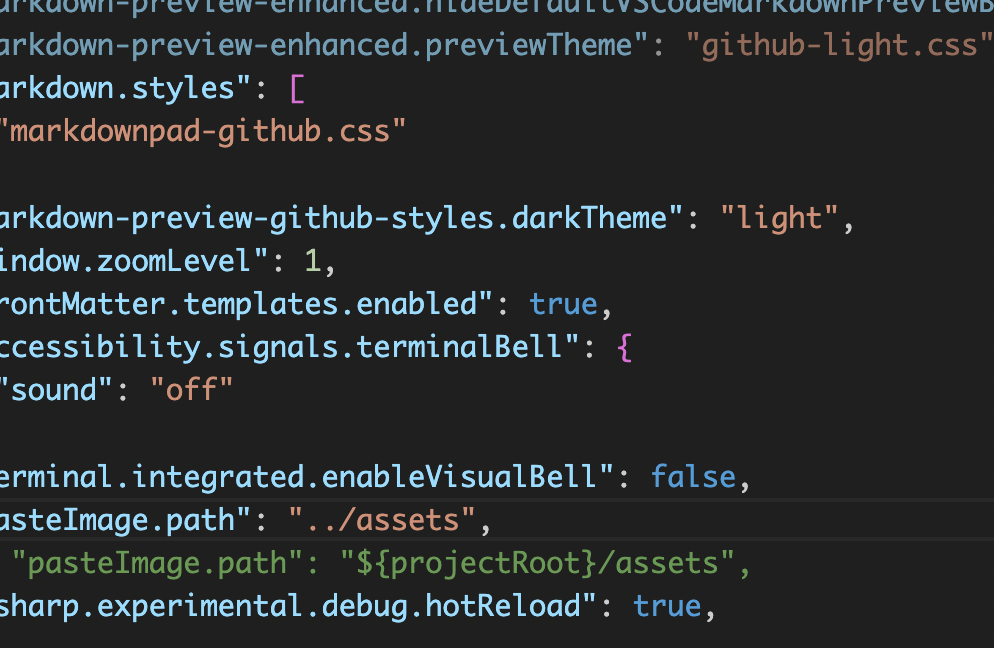 arkdown-preview-enhanced.hideDefaultVSCodeMarkdownPreviewB
arkdown-preview-enhanced.previewTheme": "github-light.css"
arkdown.styles": [
"markdownpad-github.css"
arkdown-preview-github-styles.darkTheme": "light",
indow.zoomLevel": 1,
rontMatter.templates.enabled": true,
ccessibility.signals.terminalBell": {
"sound": "off"
erminal.integrated.enableVisualBell": false,
asteImage.path": "../assets",
"pasteImage.path": "${projectRoot}/assets",
sharp.experimental.debug.hotReload": true,